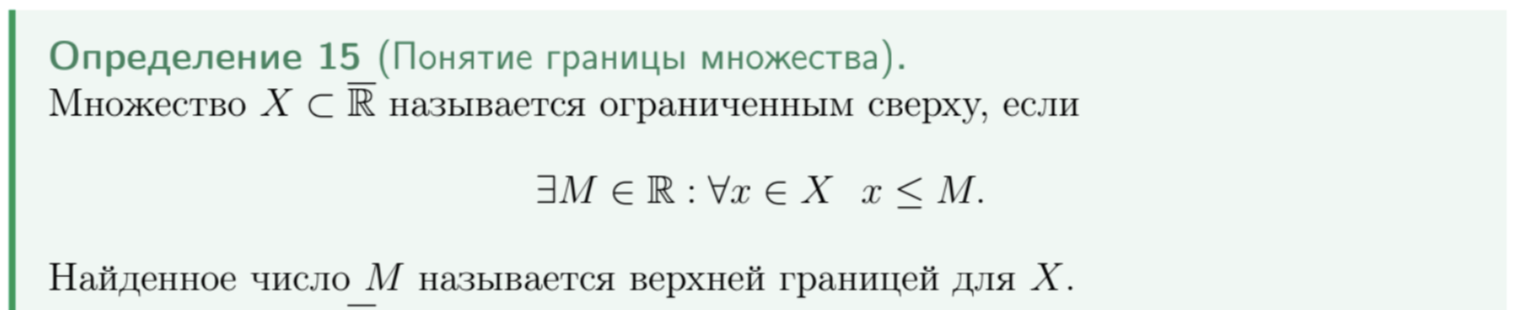 Определение 15 (Понятие границы множества).
Множество X ⊂ ℝ̅ называется ограниченным сверху, если
∃M ∈ ℝ : ∀x ∈ X x ≤ M.
Найденное число M называется верхней границей для X.